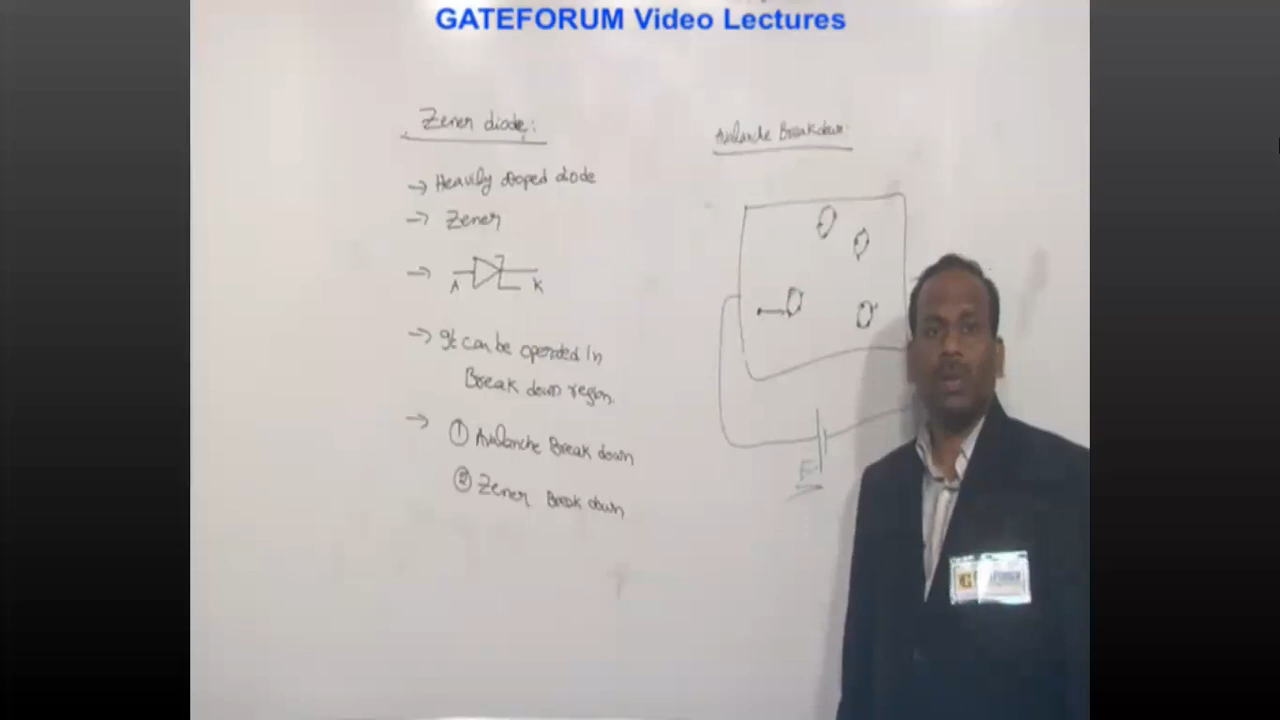 GATEFORUM Video Lectures
Zener diode:
→ Heavily doped diode
→ Zener
→ A K
→ It can be operated in
Break down region.
→ ① Avalanche Break down
② Zener Break down
Avalanche Breakdown:
E
GATEFORUM